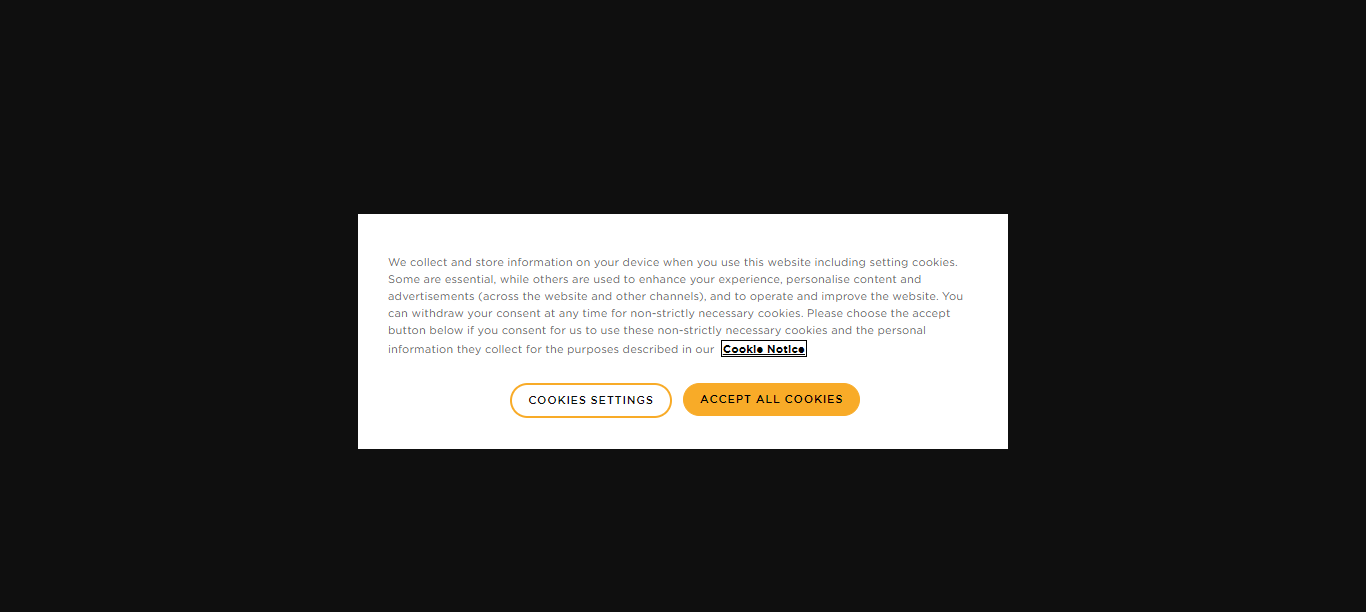 We collect and store information on your device when you use this website including setting cookies.
Some are essential, while others are used to enhance your experience, personalise content and
advertisements (across the website and other channels), and to operate and improve the website. You
can withdraw your consent at any time for non-strictly necessary cookies. Please choose the accept
button below if you consent for us to use these non-strictly necessary cookies and the personal
information they collect for the purposes described in our Cookie Notice
COOKIES SETTINGS
ACCEPT ALL COOKIES